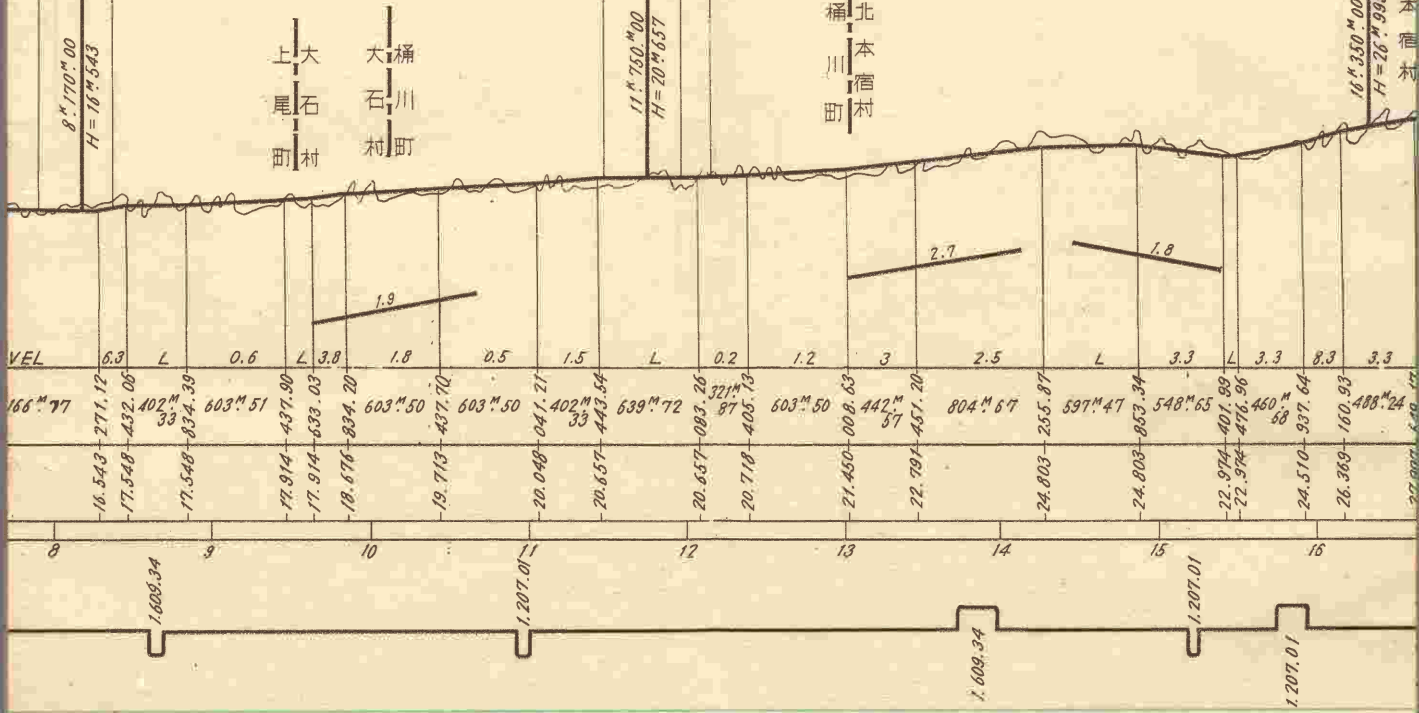 8ᴷ170ᴹ00
H=16ᴹ543
上尾町
大石村
大石村
桶川町
11ᴷ750ᴹ00
H=20ᴹ657
桶川町
北本宿村
16ᴷ350ᴹ00
本宿村
1.9
2.7
1.8
VEL 6.3 L 0.6 L 3.8 1.8 0.5 1.5 L 0.2 1.2 3 2.5 L 3.3 L 3.3 8.3 3.3
271.12 432.06 834.39 437.90 633.03 834.20 437.70 041.21 443.54 083.26 405.73 008.63 451.20 255.87 853.34 401.99 476.96 937.64 160.93
166ᴹ77 402ᴹ33 603ᴹ51 603ᴹ50 603ᴹ50 402ᴹ33 639ᴹ72 321ᴹ87 603ᴹ50 442ᴹ57 804ᴹ67 597ᴹ47 548ᴹ65 460ᴹ68 488ᴹ24
16.543 17.548 17.548 17.914 17.914 18.676 19.713 20.048 20.657 20.657 20.718 21.450 22.791 24.803 24.803 22.974 22.974 24.510 26.369
8 9 10 11 12 13 14 15 16
1.609.34
1.207.01
1.609.34
1.207.01
1.207.01